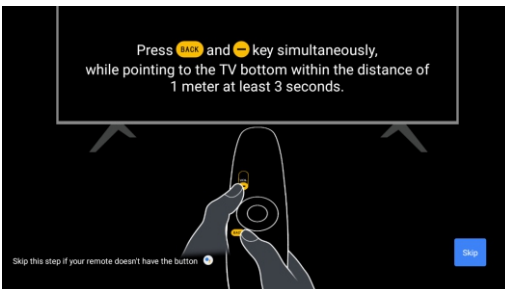 Press BACK and − key simultaneously,
while pointing to the TV bottom within the distance of
1 meter at least 3 seconds.
Skip this step if your remote doesn't have the button
Skip